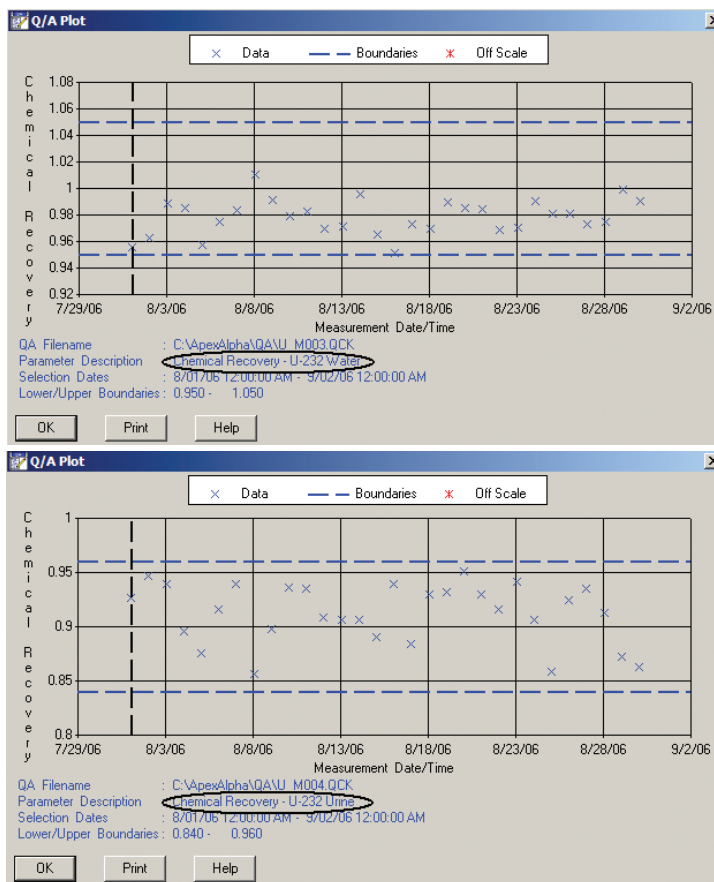 Q/A Plot
Data Boundaries Off Scale
Chemical Recovery
1.08
1.06
1.04
1.02
1
0.98
0.96
0.94
0.92
7/29/06 8/3/06 8/8/06 8/13/06 8/18/06 8/23/06 8/28/06 9/2/06
Measurement Date/Time
QA Filename : C:\ApexAlpha\QA\U_M003.QCK
Parameter Description : Chemical Recovery - U-232 Water
Selection Dates : 8/01/06 12:00:00 AM - 9/02/06 12:00:00 AM
Lower/Upper Boundaries : 0.950 - 1.050
OK Print Help
Q/A Plot
Data Boundaries Off Scale
Chemical Recovery
1
0.95
0.9
0.85
0.8
7/29/06 8/3/06 8/8/06 8/13/06 8/18/06 8/23/06 8/28/06 9/2/06
Measurement Date/Time
QA Filename : C:\ApexAlpha\QA\U_M004.QCK
Parameter Description : Chemical Recovery - U-232 Urine
Selection Dates : 8/01/06 12:00:00 AM - 9/02/06 12:00:00 AM
Lower/Upper Boundaries : 0.840 - 0.960
OK Print Help